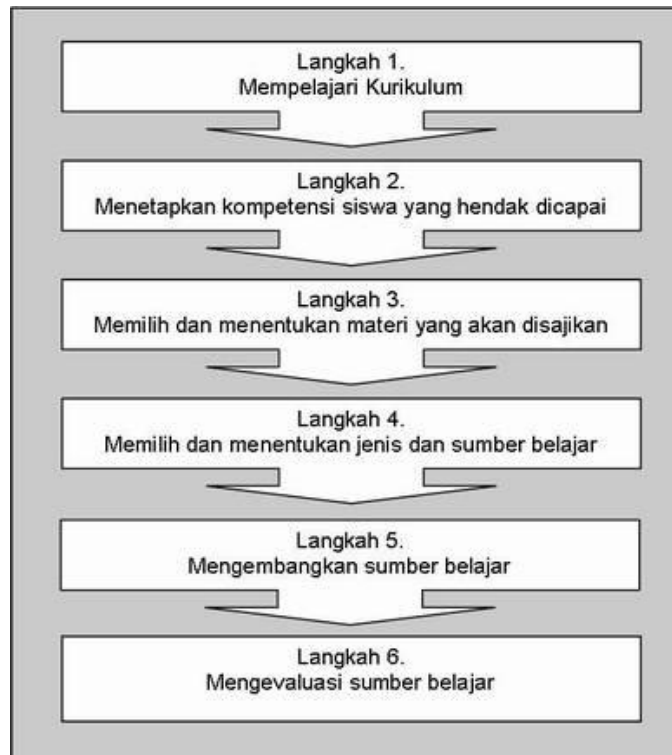 Langkah 1.
Mempelajari Kurikulum
Langkah 2.
Menetapkan kompetensi siswa yang hendak dicapai
Langkah 3.
Memilih dan menentukan materi yang akan disajikan
Langkah 4.
Memilih dan menentukan jenis dan sumber belajar
Langkah 5.
Mengembangkan sumber belajar
Langkah 6.
Mengevaluasi sumber belajar